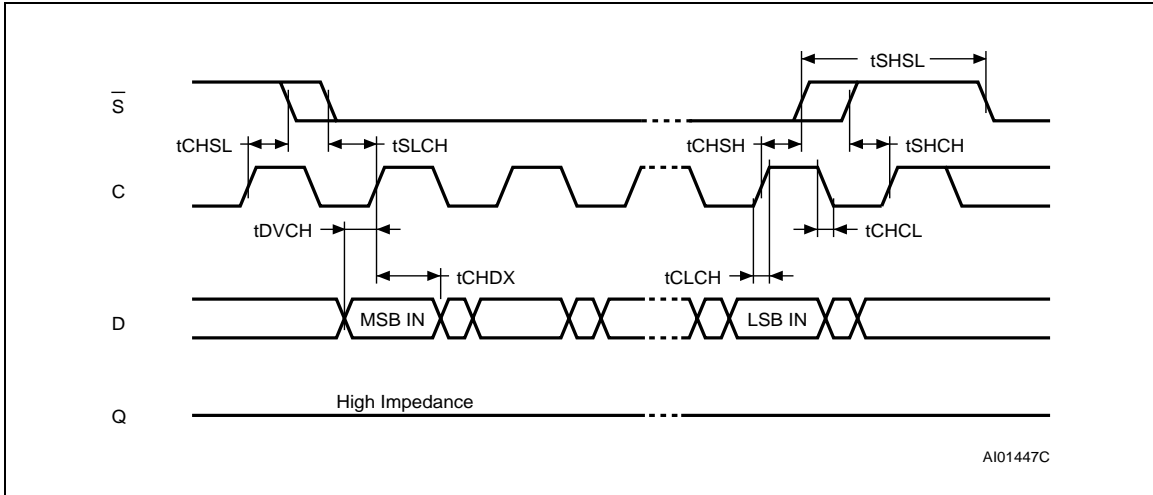 tSHSL
S̅
tCHSL tSLCH tCHSH tSHCH
C
tDVCH tCHCL
tCHDX tCLCH
D MSB IN LSB IN
High Impedance
Q
AI01447C